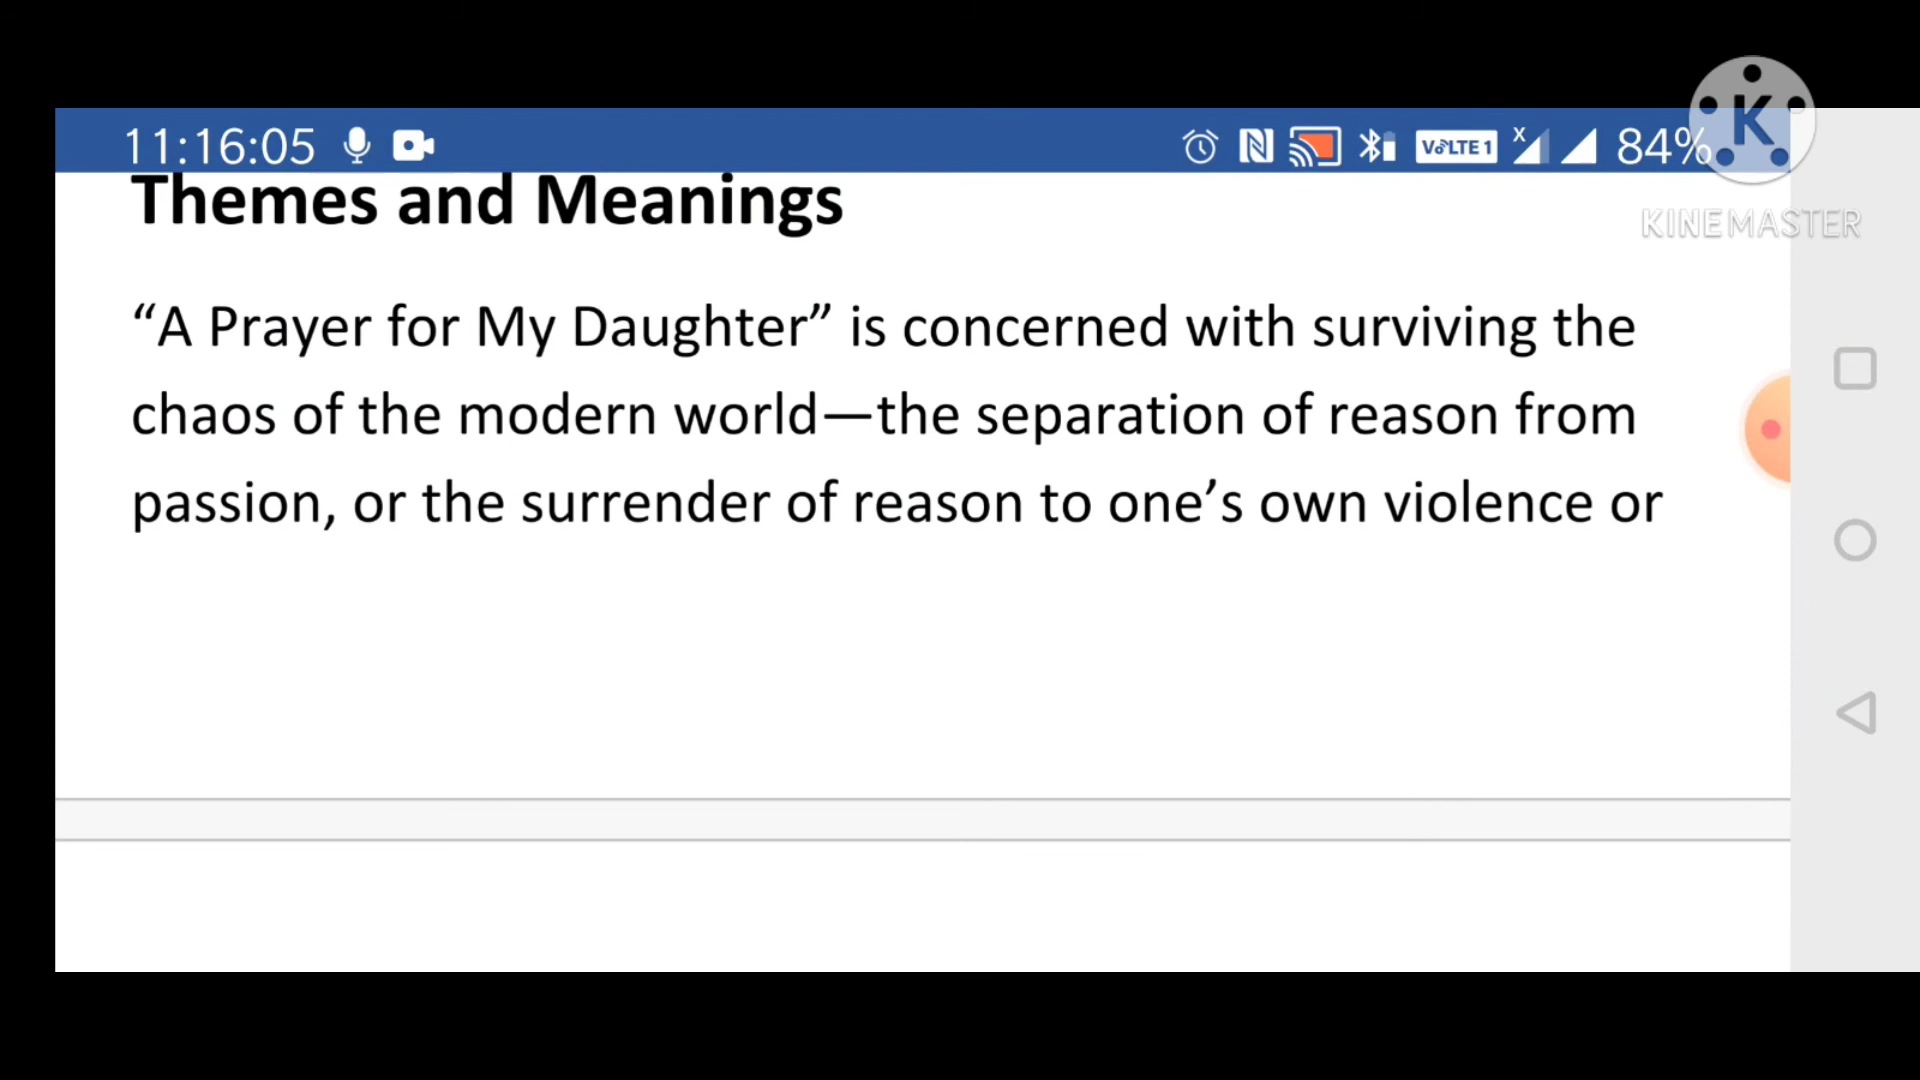 11:16:05 VoLTE 1 x 84%
K
KINEMASTER
Themes and Meanings
“A Prayer for My Daughter” is concerned with surviving the
chaos of the modern world—the separation of reason from
passion, or the surrender of reason to one’s own violence or